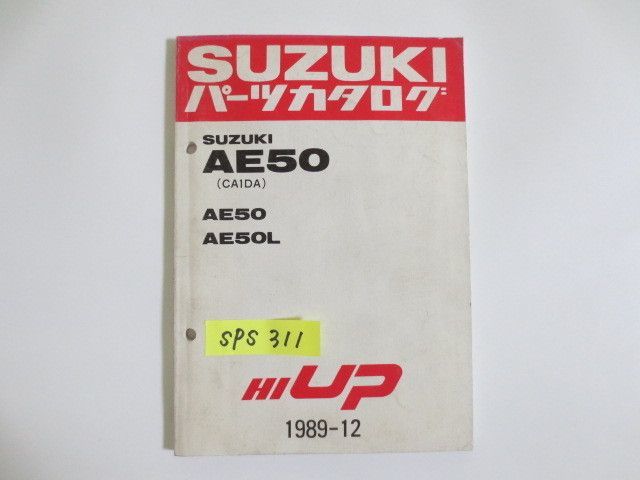 SUZUKI
パーツカタログ
SUZUKI
AE50
(CA1DA)
AE50
AE50L
SPS 311
HI UP
1989-12